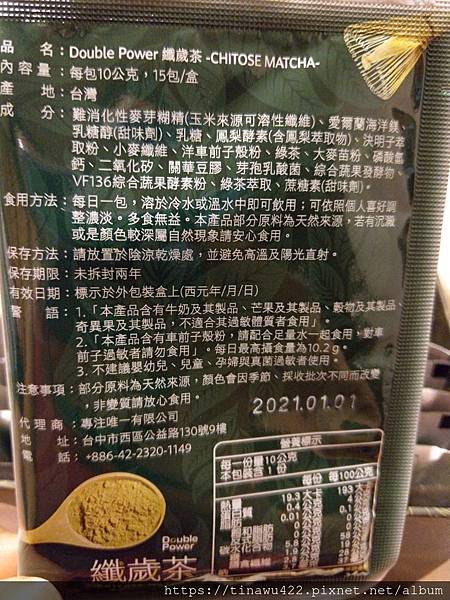 品　　名：Double Power 纖歲茶 -CHITOSE MATCHA-
內 容 量：每包10公克，15包/盒
產　　地：台灣
成　　分：難消化性麥芽糊精(玉米來源可溶性纖維)、愛爾蘭海洋鎂、
乳糖醇(甜味劑)、乳糖、鳳梨酵素(含鳳梨萃取物)、決明子萃
取粉、小麥纖維、洋車前子殼粉、綠茶、大麥苗粉、磷酸氫
鈣、二氧化矽、關華豆膠、芽孢乳酸菌、綜合蔬果發酵物、
VF136綜合蔬果酵素粉、綠茶萃取、蔗糖素(甜味劑)。
食用方法：每日一包，溶於冷水或溫水中即可飲用；可依照個人喜好調
整濃淡。多食無益。本產品部分原料為天然來源，若有沉澱
或是顏色較深屬自然現象請安心食用。
保存方法：請放置於陰涼乾燥處，並避免高溫及陽光直射。
保存期限：未拆封兩年
有效日期：標示於外包裝盒上(西元年/月/日)
警　　語：1.「本產品含有牛奶及其製品、芒果及其製品、穀物及其製品、
奇異果及其製品，不適合其過敏體質者食用」。
2.「本產品含有車前子殼粉，請配合足量水一起食用，對車
前子過敏者請勿食用」。每日最高攝食量為10.2 g。
3. 不建議嬰幼兒、兒童、孕婦與真菌過敏者使用。
注意事項：部分原料為天然來源，顏色會因季節、採收批次不同而改變
，非變質請放心食用。
代 理 商：專注唯一有限公司
地　　址：台中市西區公益路130號9樓
電　　話：+886-42-2320-1149
2021.01.01
營養標示
每一份量10公克
本包裝含 1 份
每份 每100公克
熱量 19.3 大卡 193 大卡
Double
Power
纖歲茶
https://tinawu422.pixnet.net/album